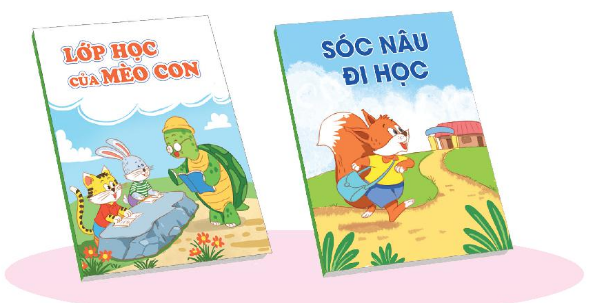 LỚP HỌC
CỦA MÈO CON
SÓC NÂU
ĐI HỌC